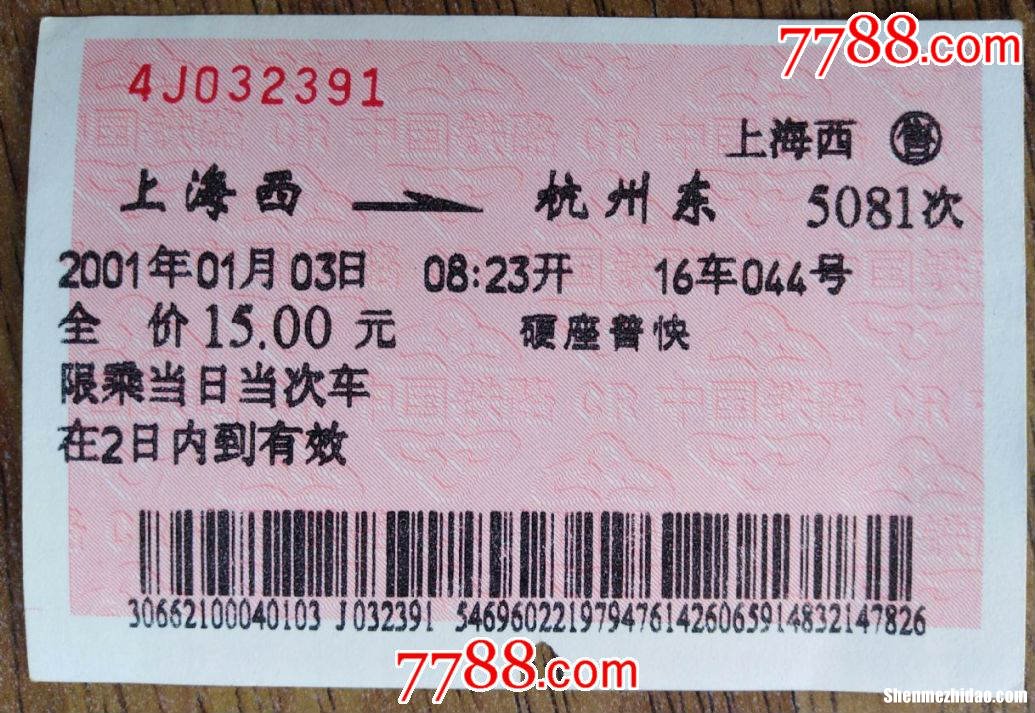 7788.com
4J032391
上海西 售
上海西 杭州东 5081次
2001年01月03日 08:23开 16车044号
全 价15.00元 硬座普快
限乘当日当次车
在2日内到有效
30662100040103 J032391 54696022197947614260659148321 47826
7788.com
Shenmezhidao.com